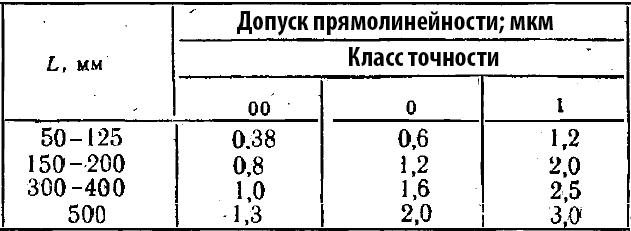 Допуск прямолинейности; мкм
L, мм
Класс точности
00 0 1
50–125 0.38 0,6 1,2
150–200 0,8 1,2 2,0
300–400 1,0 1,6 2,5
500 1,3 2,0 3,0